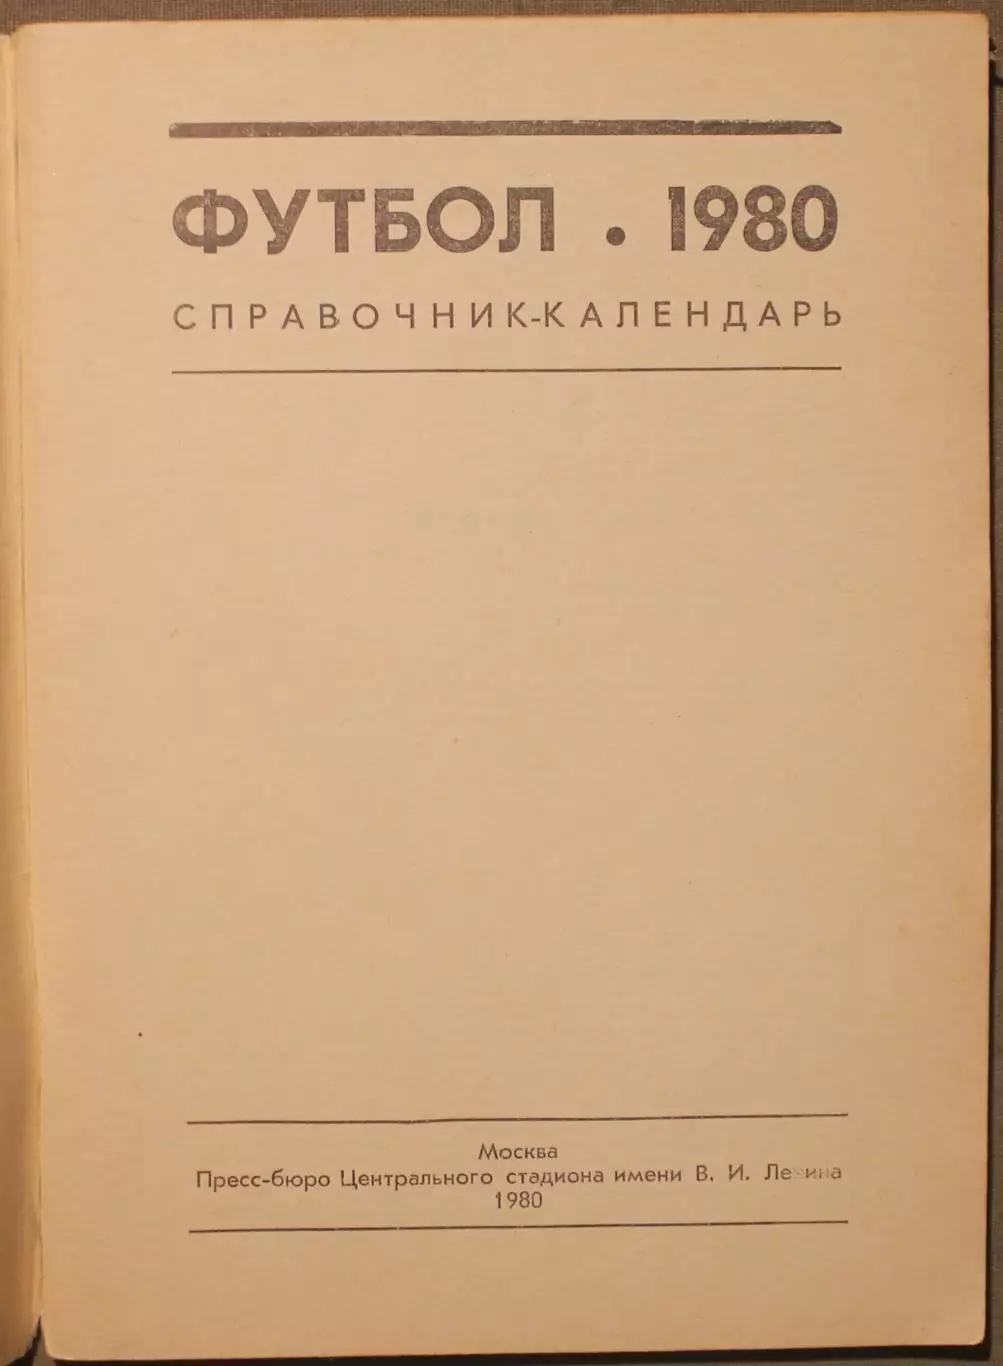 ФУТБОЛ • 1980
СПРАВОЧНИК-КАЛЕНДАРЬ
Москва
Пресс-бюро Центрального стадиона имени В. И. Ленина
1980